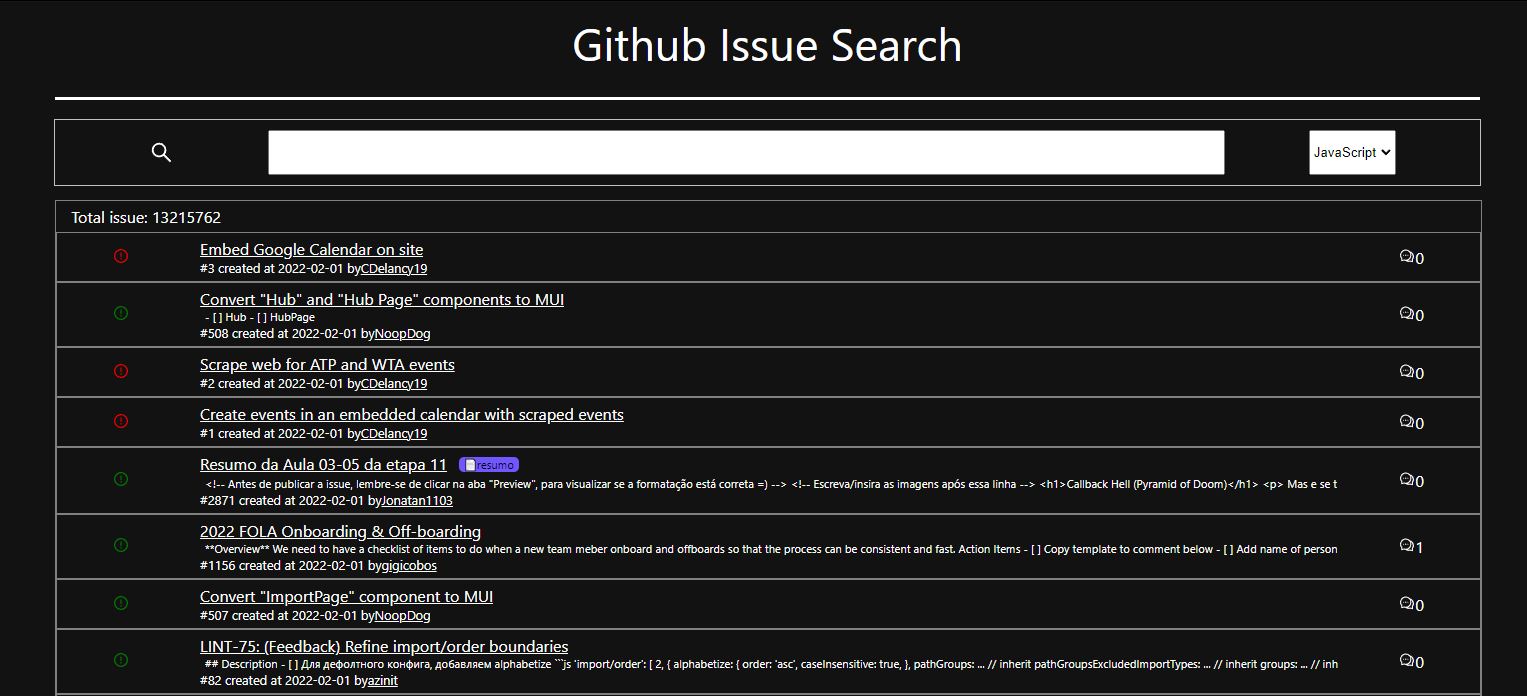 Github Issue Search
JavaScript
Total issue: 13215762
Embed Google Calendar on site
#3 created at 2022-02-01 byCDelancy19
0
Convert "Hub" and "Hub Page" components to MUI
- [ ] Hub - [ ] HubPage
#508 created at 2022-02-01 byNoopDog
0
Scrape web for ATP and WTA events
#2 created at 2022-02-01 byCDelancy19
0
Create events in an embedded calendar with scraped events
#1 created at 2022-02-01 byCDelancy19
0
Resumo da Aula 03-05 da etapa 11 resumo
<!-- Antes de publicar a issue, lembre-se de clicar na aba "Preview", para visualizar se a formatação está correta =) --> <!-- Escreva/insira as imagens após essa linha --> <h1>Callback Hell (Pyramid of Doom)</h1> <p> Mas e se t
#2871 created at 2022-02-01 byJonatan1103
0
2022 FOLA Onboarding & Off-boarding
**Overview** We need to have a checklist of items to do when a new team meber onboard and offboards so that the process can be consistent and fast. Action Items - [ ] Copy template to comment below - [ ] Add name of person
#1156 created at 2022-02-01 bygigicobos
1
Convert "ImportPage" component to MUI
#507 created at 2022-02-01 byNoopDog
0
LINT-75: (Feedback) Refine import/order boundaries
## Description - [ ] Для дефолтного конфига, добавляем alphabetize ```js 'import/order': [ 2, { alphabetize: { order: 'asc', caseInsensitive: true, }, pathGroups: ... // inherit pathGroupsExcludedImportTypes: ... // inherit groups: ... // inh
#82 created at 2022-02-01 byazinit
0